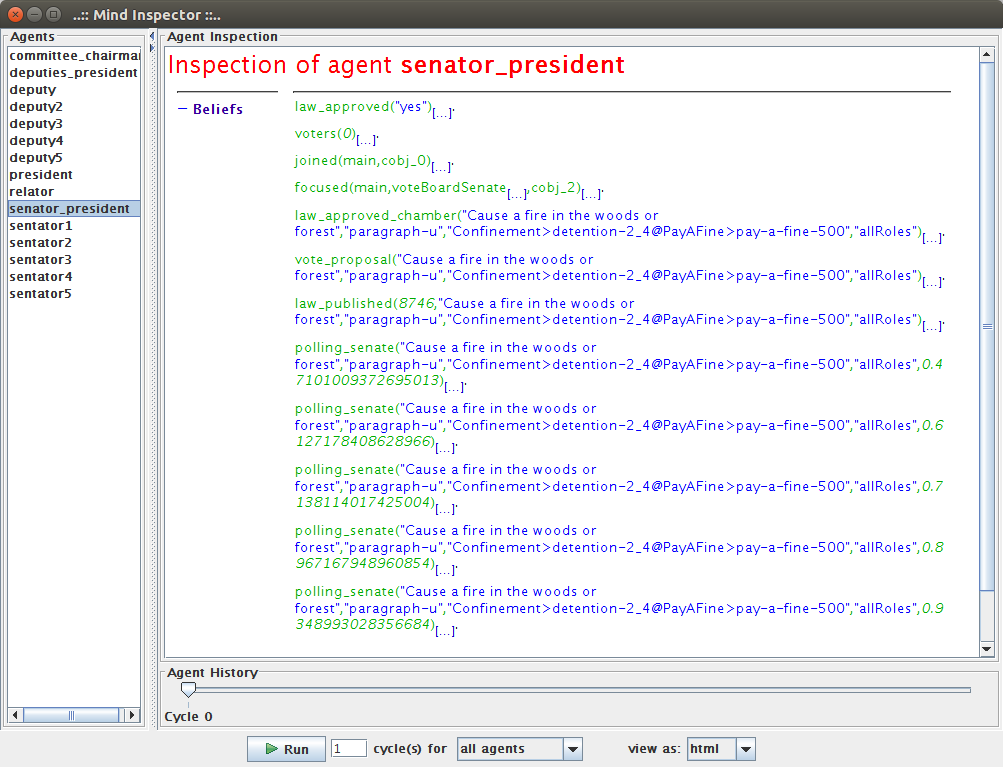 ..:: Mind Inspector ::..
Agents
committee_chairma
deputies_president
deputy
deputy2
deputy3
deputy4
deputy5
president
relator
senator_president
sentator1
sentator2
sentator3
sentator4
sentator5
Agent Inspection
Inspection of agent senator_president
− Beliefs
law_approved("yes")[...].
voters(0)[...].
joined(main,cobj_0)[...].
focused(main,voteBoardSenate[...],cobj_2)[...].
law_approved_chamber("Cause a fire in the woods or
forest","paragraph-u","Confinement>detention-2_4@PayAFine>pay-a-fine-500","allRoles")[...].
vote_proposal("Cause a fire in the woods or
forest","paragraph-u","Confinement>detention-2_4@PayAFine>pay-a-fine-500","allRoles")[...].
law_published(8746,"Cause a fire in the woods or
forest","paragraph-u","Confinement>detention-2_4@PayAFine>pay-a-fine-500","allRoles")[...].
polling_senate("Cause a fire in the woods or
forest","paragraph-u","Confinement>detention-2_4@PayAFine>pay-a-fine-500","allRoles",0.4
7101009372695013)[...].
polling_senate("Cause a fire in the woods or
forest","paragraph-u","Confinement>detention-2_4@PayAFine>pay-a-fine-500","allRoles",0.6
127178408628966)[...].
polling_senate("Cause a fire in the woods or
forest","paragraph-u","Confinement>detention-2_4@PayAFine>pay-a-fine-500","allRoles",0.7
138114017425004)[...].
polling_senate("Cause a fire in the woods or
forest","paragraph-u","Confinement>detention-2_4@PayAFine>pay-a-fine-500","allRoles",0.8
967167948960854)[...].
polling_senate("Cause a fire in the woods or
forest","paragraph-u","Confinement>detention-2_4@PayAFine>pay-a-fine-500","allRoles",0.9
348993028356684)[...].
Agent History
Cycle 0
Run 1 cycle(s) for all agents view as: html